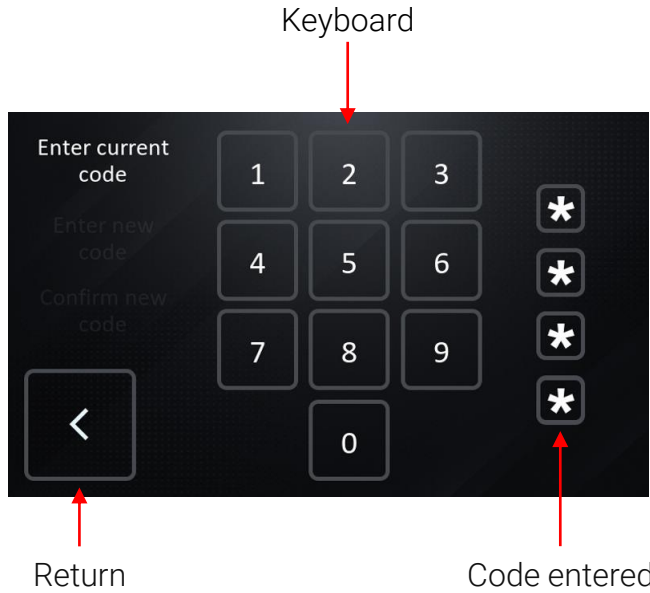 Keyboard
Enter current
code
1 2 3
*
Enter new
code
4 5 6
*
Confirm new
code
7 8 9
*
*
<
0
Return
Code entered